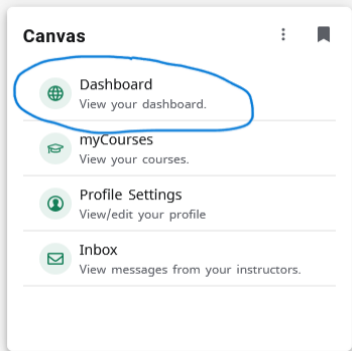 Canvas
Dashboard
View your dashboard.
myCourses
View your courses.
Profile Settings
View/edit your profile
Inbox
View messages from your instructors.